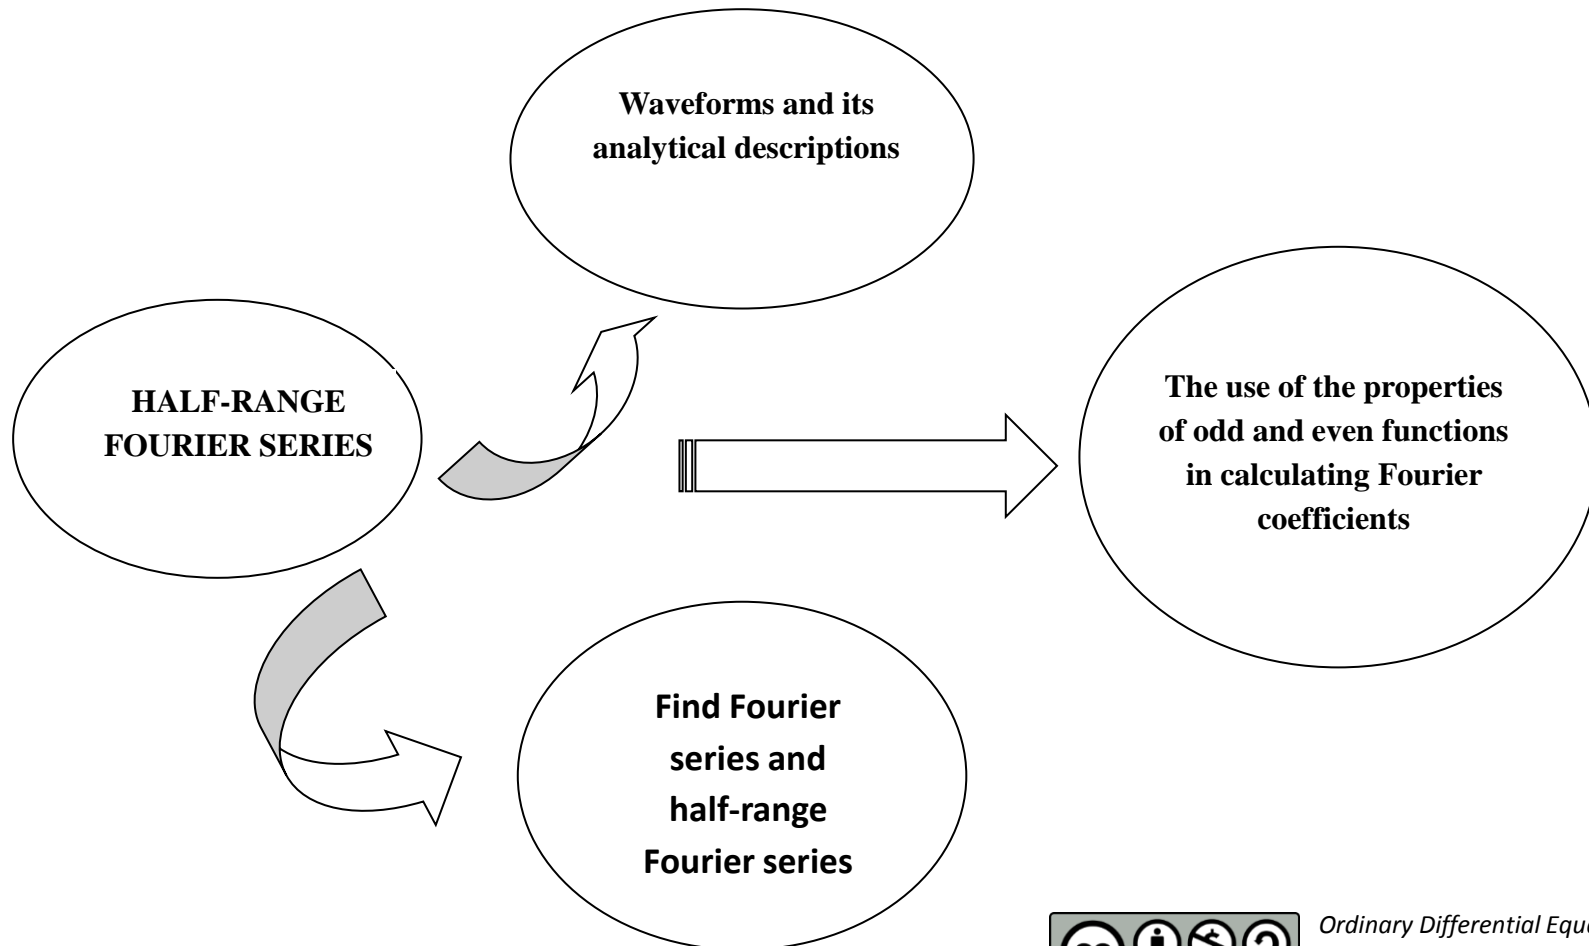 Waveforms and its
analytical descriptions
HALF-RANGE
FOURIER SERIES
The use of the properties
of odd and even functions
in calculating Fourier
coefficients
Find Fourier
series and
half-range
Fourier series
Ordinary Differential